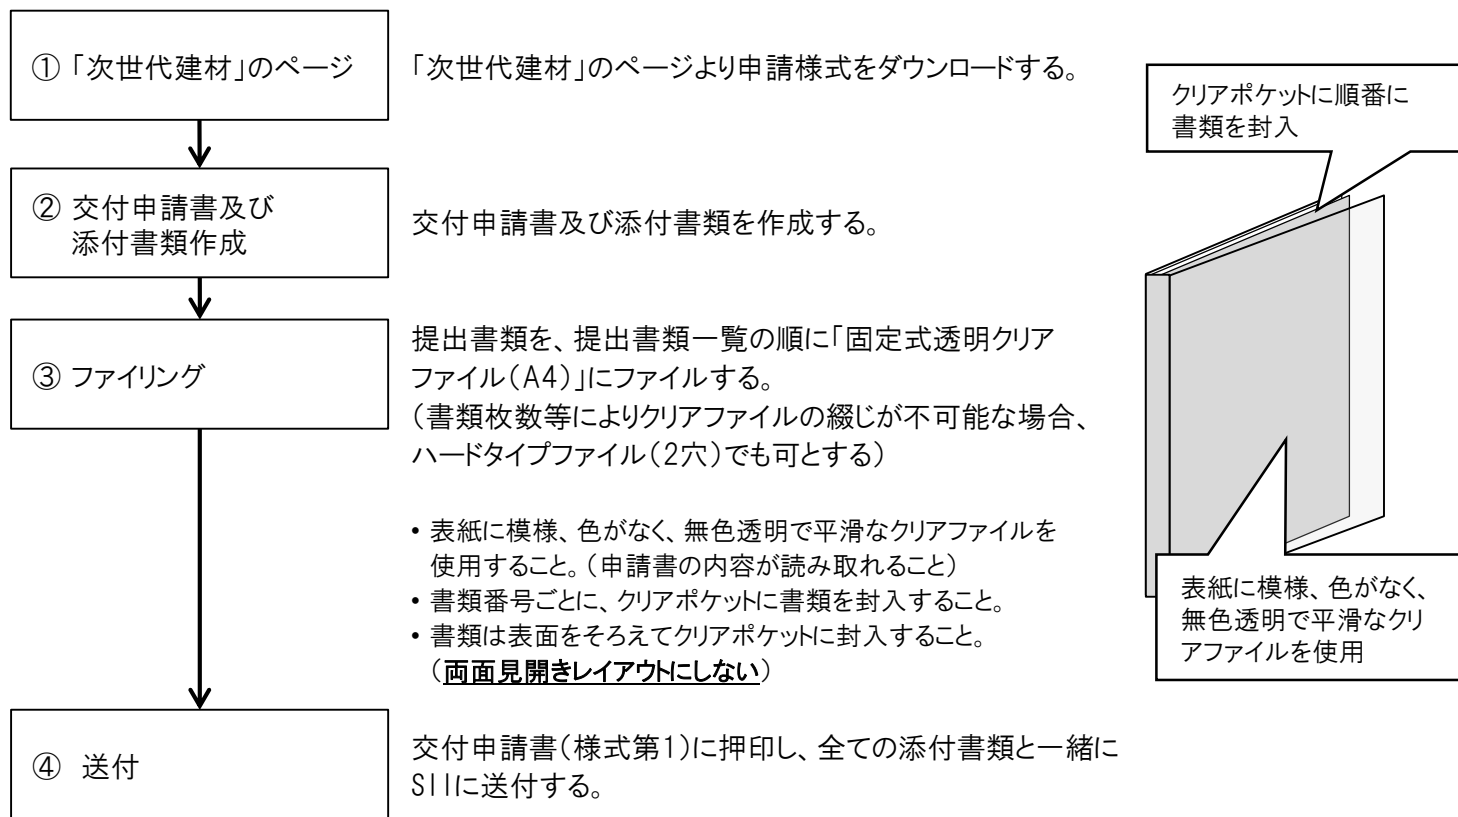 ①「次世代建材」のページ
「次世代建材」のページより申請様式をダウンロードする。
② 交付申請書及び
添付書類作成
交付申請書及び添付書類を作成する。
③ ファイリング
提出書類を、提出書類一覧の順に「固定式透明クリア
ファイル(A4)」にファイルする。
(書類枚数等によりクリアファイルの綴じが不可能な場合、
ハードタイプファイル(2穴)でも可とする)
• 表紙に模様、色がなく、無色透明で平滑なクリアファイルを
使用すること。(申請書の内容が読み取れること)
• 書類番号ごとに、クリアポケットに書類を封入すること。
• 書類は表面をそろえてクリアポケットに封入すること。
(両面見開きレイアウトにしない)
④ 送付
交付申請書(様式第1)に押印し、全ての添付書類と一緒に
SIIに送付する。
クリアポケットに順番に
書類を封入
表紙に模様、色がなく、
無色透明で平滑なクリ
アファイルを使用